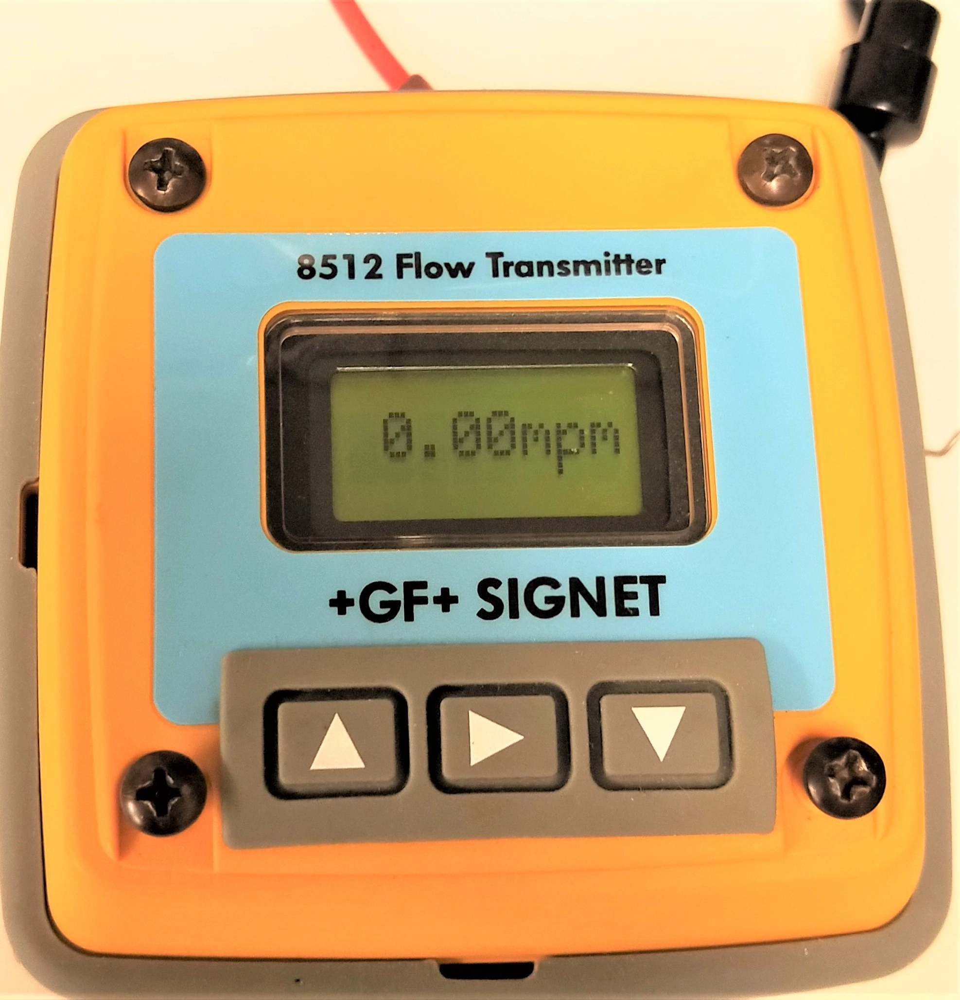 8512 Flow Transmitter
0.00mpm
+GF+ SIGNET